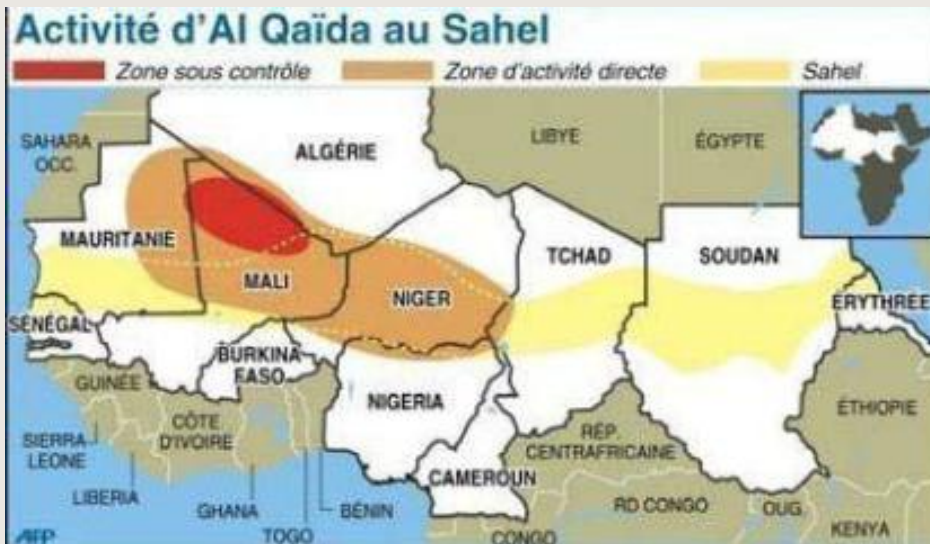 Activité d'Al Qaïda au Sahel
Zone sous contrôle
Zone d'activité directe
Sahel
SAHARA
OCC.
ALGÉRIE
LIBYE
ÉGYPTE
MAURITANIE
MALI
NIGER
TCHAD
SOUDAN
ERYTHRÉE
SÉNÉGAL
BURKINA
FASO
GUINÉE
NIGERIA
CÔTE
D'IVOIRE
SIERRA
LEONE
LIBERIA
GHANA
TOGO
BÉNIN
CAMEROUN
RÉP.
CENTRAFRICAINE
ÉTHIOPIE
RD CONGO
OUG.
CONGO
KENYA
AFP